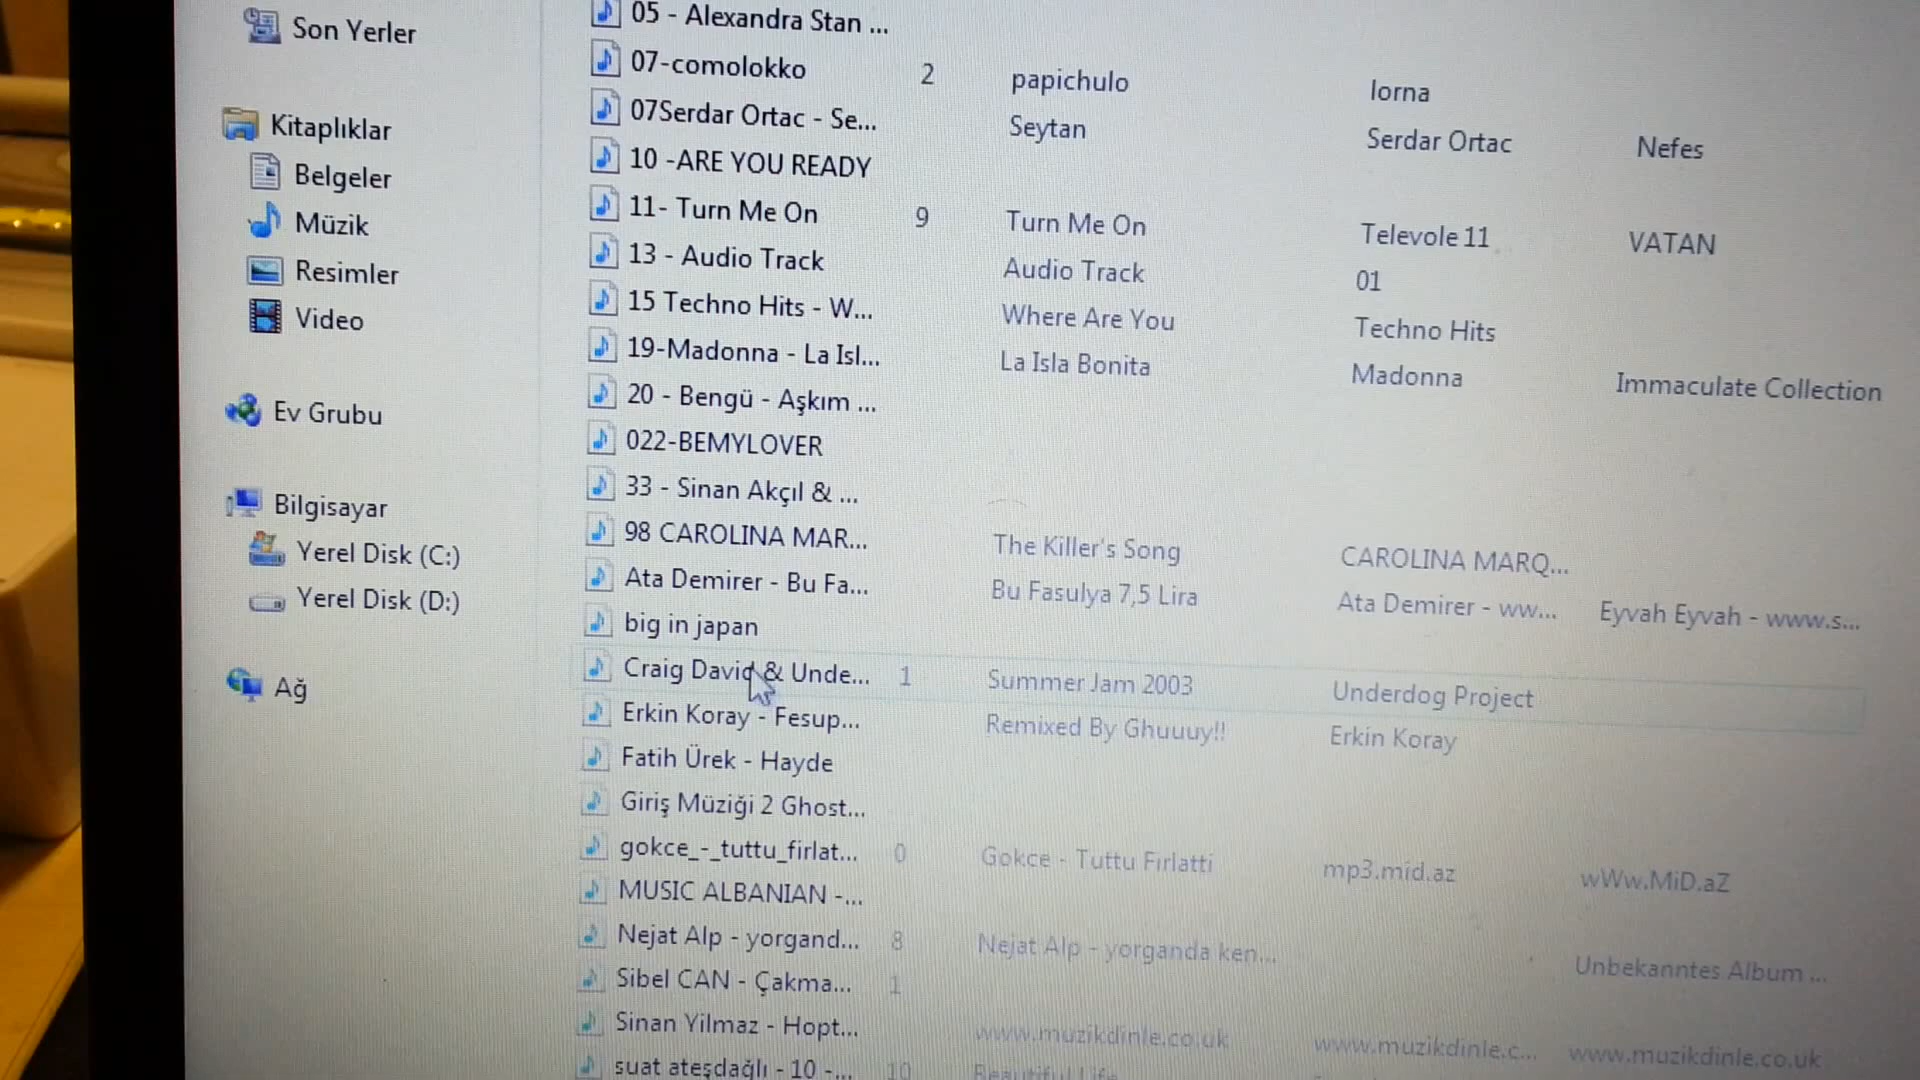 Son Yerler
Kitaplıklar
Belgeler
Müzik
Resimler
Video
Ev Grubu
Bilgisayar
Yerel Disk (C:)
Yerel Disk (D:)
Ağ
05 - Alexandra Stan ...
07-comolokko 2 papichulo lorna
07Serdar Ortac - Se... Seytan Serdar Ortac Nefes
10 -ARE YOU READY
11- Turn Me On 9 Turn Me On Televole 11 VATAN
13 - Audio Track Audio Track 01
15 Techno Hits - W... Where Are You Techno Hits
19-Madonna - La Isl... La Isla Bonita Madonna Immaculate Collection
20 - Bengü - Aşkım ...
022-BEMYLOVER
33 - Sinan Akçıl & ...
98 CAROLINA MAR... The Killer's Song CAROLINA MARQ...
Ata Demirer - Bu Fa... Bu Fasulya 7,5 Lira Ata Demirer - ww... Eyvah Eyvah - www.s...
big in japan
Craig David & Unde... 1 Summer Jam 2003 Underdog Project
Erkin Koray - Fesup... Remixed By Ghuuuy!! Erkin Koray
Fatih Ürek - Hayde
Giriş Müziği 2 Ghost...
gokce_-_tuttu_firlat... 0 Gokce - Tuttu Fırlatti mp3.mid.az wWw.MiD.aZ
MUSIC ALBANIAN -...
Nejat Alp - yorgand... 8 Nejat Alp - yorganda ken... Unbekanntes Album ...
Sibel CAN - Çakma... 1
Sinan Yilmaz - Hopt... www.muzikdinle.co.uk www.muzikdinle.c... www.muzikdinle.co.uk
suat ateşdağlı - 10 -... 10 Beautiful Life